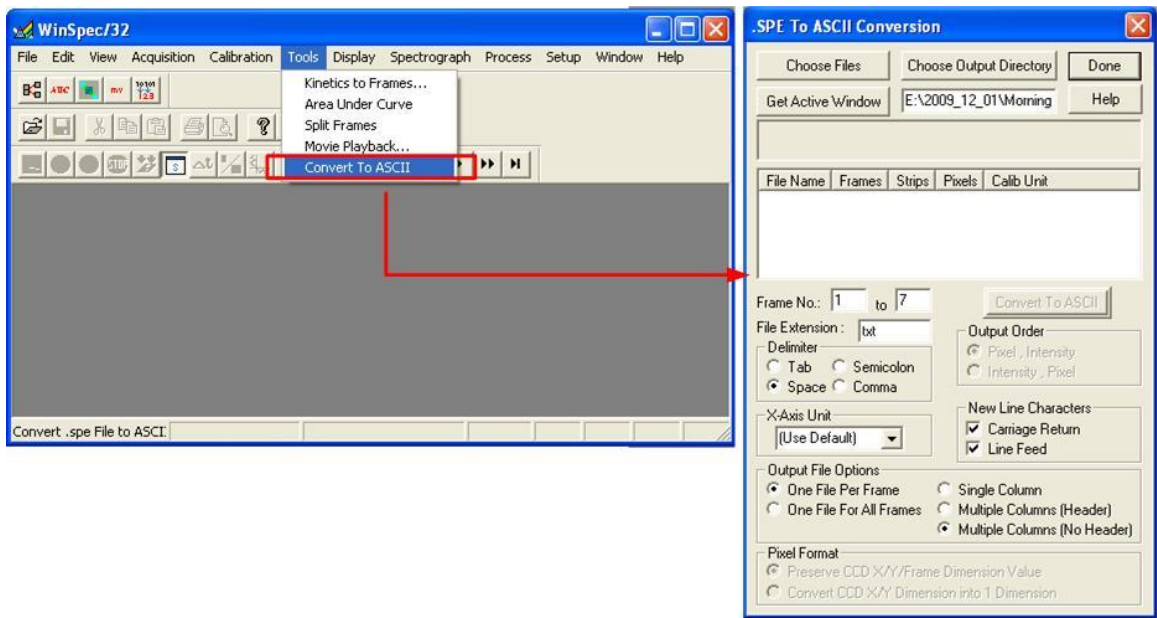 WinSpec/32
File Edit View Acquisition Calibration Tools Display Spectrograph Process Setup Window Help
Kinetics to Frames...
Area Under Curve
Split Frames
Movie Playback...
Convert To ASCII
Convert .spe File to ASCI
.SPE To ASCII Conversion
Choose Files Choose Output Directory Done
Get Active Window E:\2009_12_01\Morning Help
File Name Frames Strips Pixels Calib Unit
Frame No.: 1 to 7 Convert To ASCII
File Extension : txt
Output Order
Pixel , Intensity
Intensity , Pixel
Delimiter
Tab Semicolon
Space Comma
X-Axis Unit
(Use Default)
New Line Characters
Carriage Return
Line Feed
Output File Options
One File Per Frame Single Column
One File For All Frames Multiple Columns (Header)
Multiple Columns (No Header)
Pixel Format
Preserve CCD X/Y/Frame Dimension Value
Convert CCD X/Y Dimension into 1 Dimension